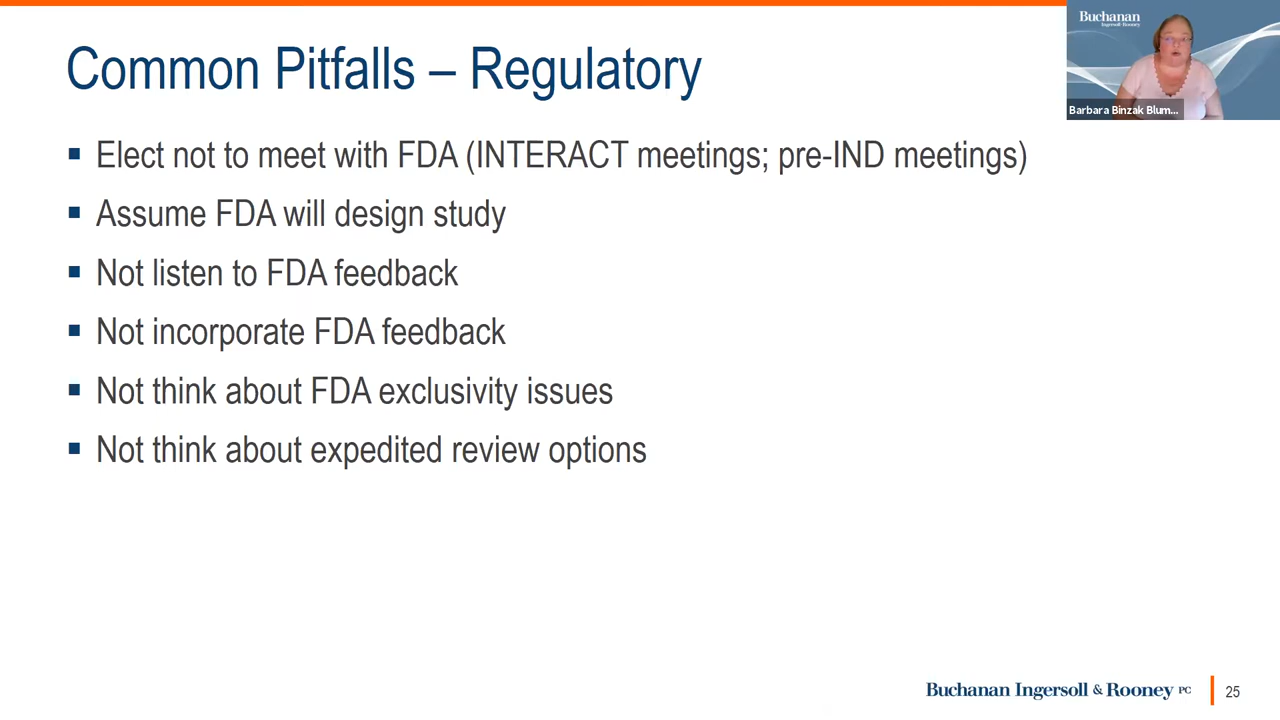 Common Pitfalls – Regulatory
Buchanan
Ingersoll & Rooney
Barbara Binzak Blum...
▪ Elect not to meet with FDA (INTERACT meetings; pre-IND meetings)
▪ Assume FDA will design study
▪ Not listen to FDA feedback
▪ Not incorporate FDA feedback
▪ Not think about FDA exclusivity issues
▪ Not think about expedited review options
Buchanan Ingersoll & Rooney PC
25